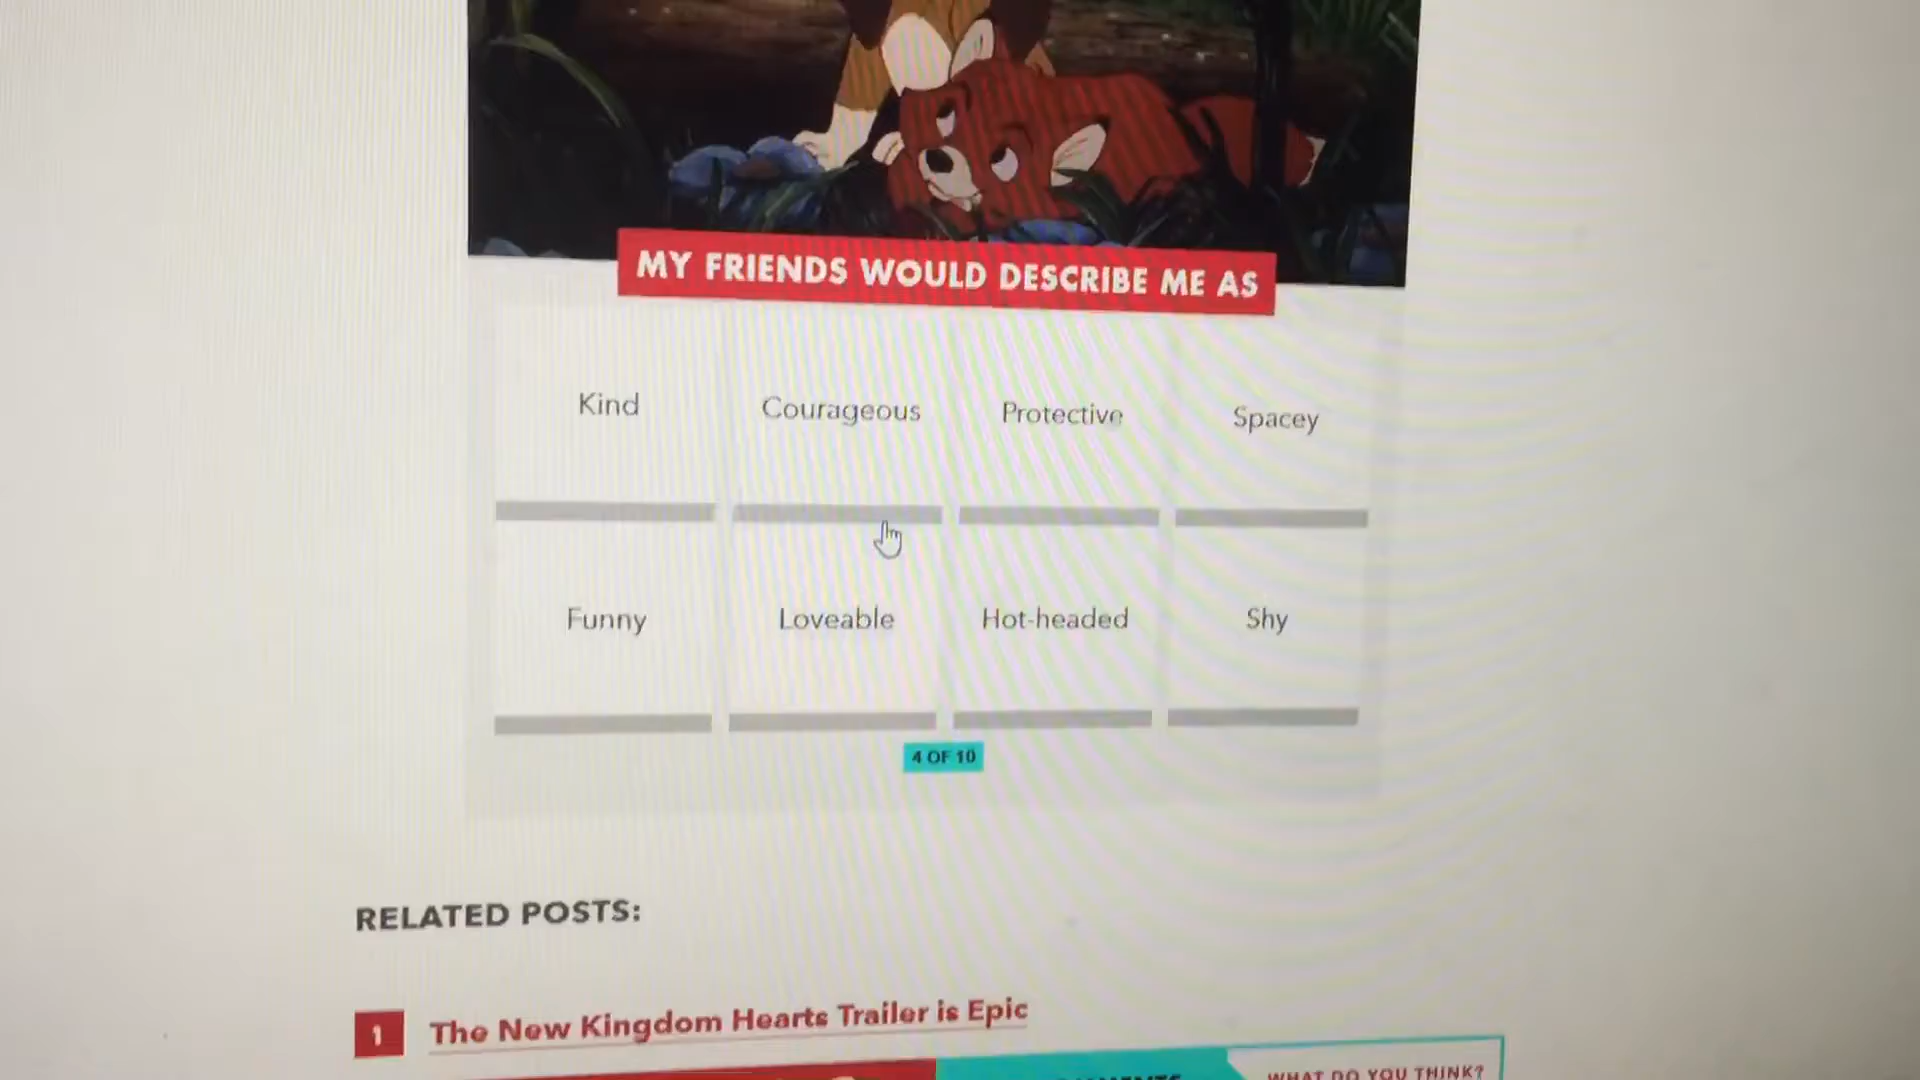 MY FRIENDS WOULD DESCRIBE ME AS
Kind
Courageous
Protective
Spacey
Funny
Loveable
Hot-headed
Shy
4 OF 10
RELATED POSTS:
1
The New Kingdom Hearts Trailer is Epic
WHAT DO YOU THINK?